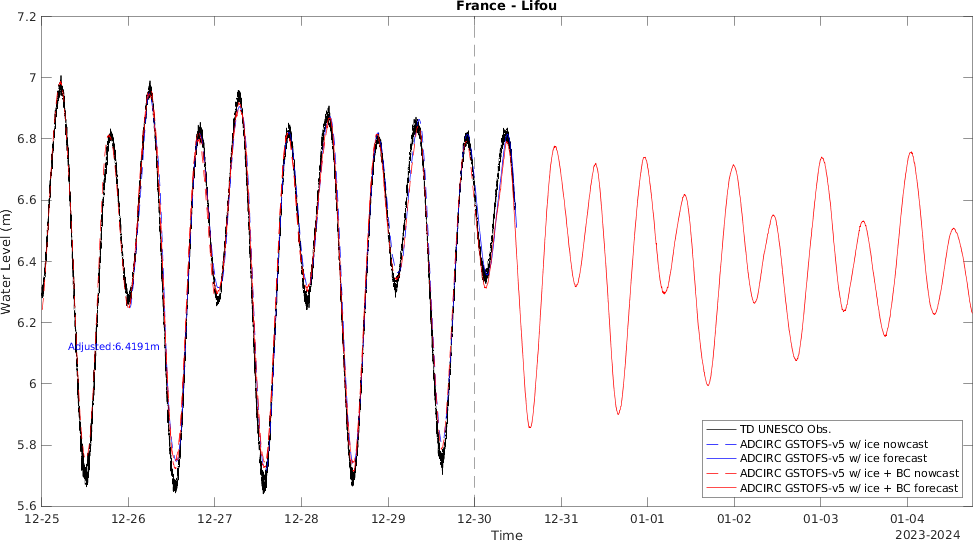 France - Lifou
7.2
7
6.8
6.6
6.4
6.2
6
5.8
5.6
Water Level (m)
Adjusted:6.4191m
TD UNESCO Obs.
ADCIRC GSTOFS-v5 w/ ice nowcast
ADCIRC GSTOFS-v5 w/ ice forecast
ADCIRC GSTOFS-v5 w/ ice + BC nowcast
ADCIRC GSTOFS-v5 w/ ice + BC forecast
12-25 12-26 12-27 12-28 12-29 12-30 12-31 01-01 01-02 01-03 01-04
Time
2023-2024